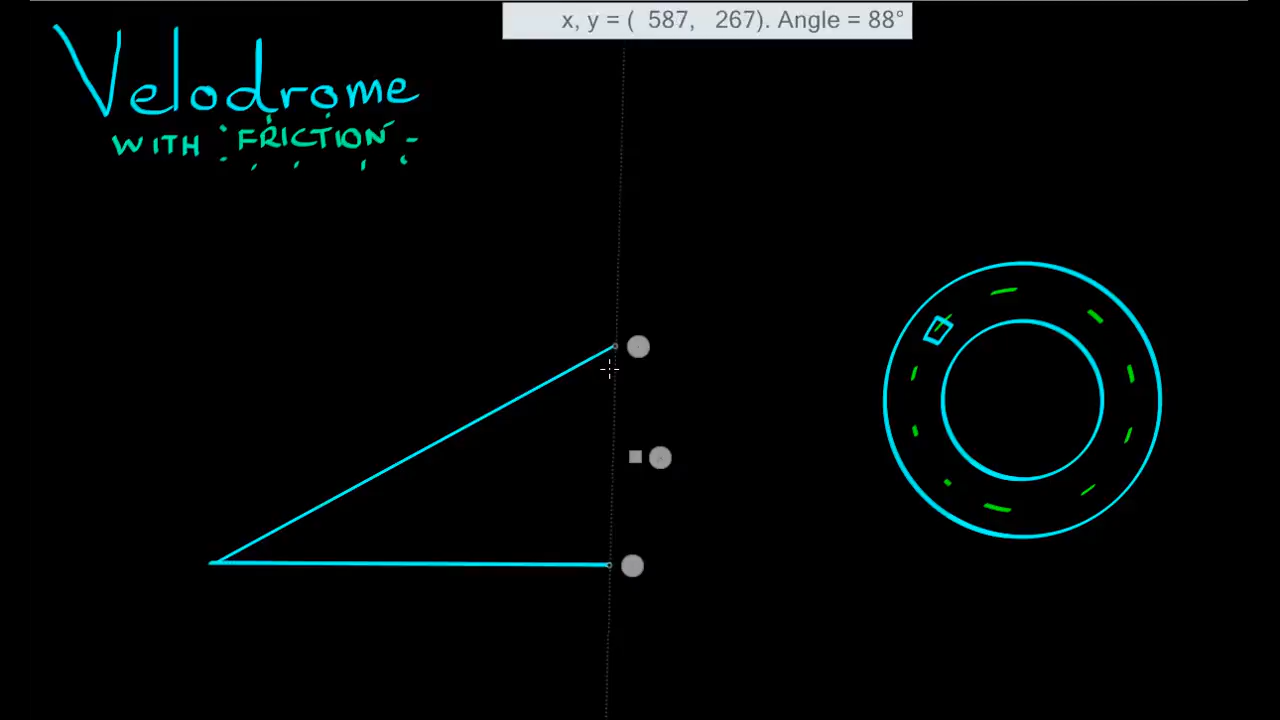 x, y = ( 587, 267). Angle = 88°
Velodrome
WITH FRICTION